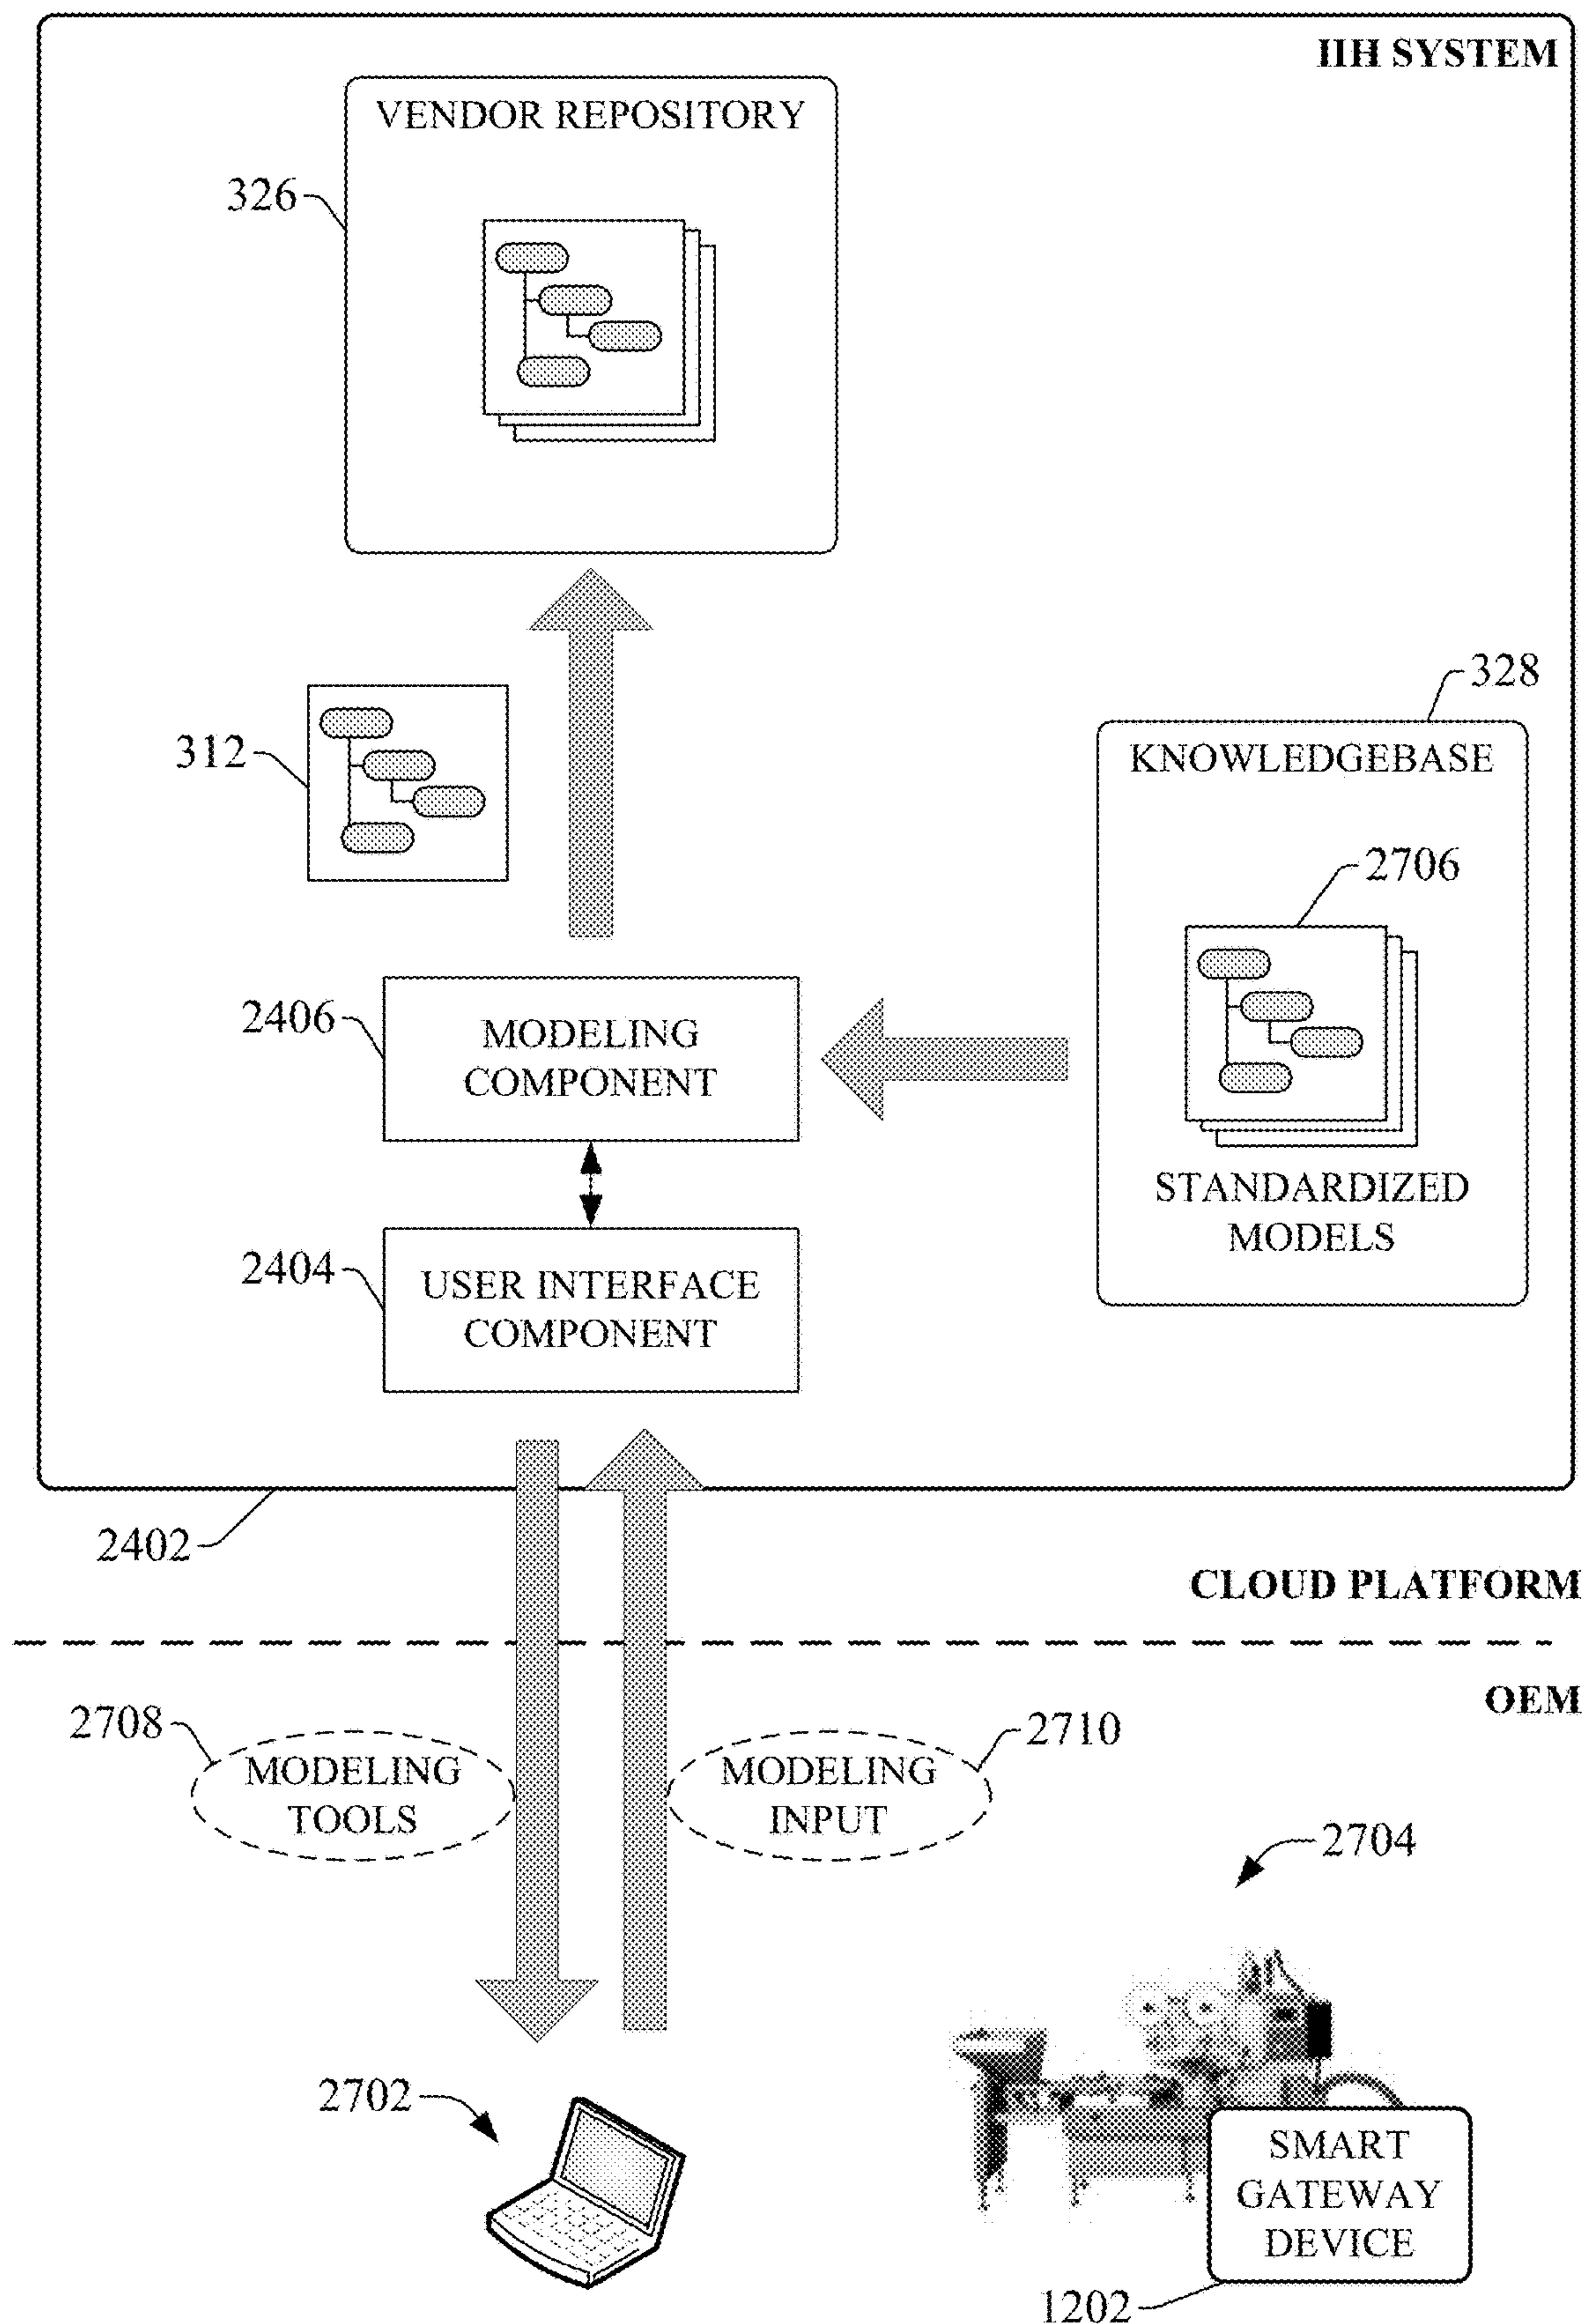 IIH SYSTEM
VENDOR REPOSITORY
326
328
312
KNOWLEDGEBASE
2706
2406
MODELING
COMPONENT
STANDARDIZED
MODELS
2404
USER INTERFACE
COMPONENT
2402
CLOUD PLATFORM
OEM
2708
MODELING
TOOLS
2710
MODELING
INPUT
2704
2702
SMART
GATEWAY
DEVICE
1202